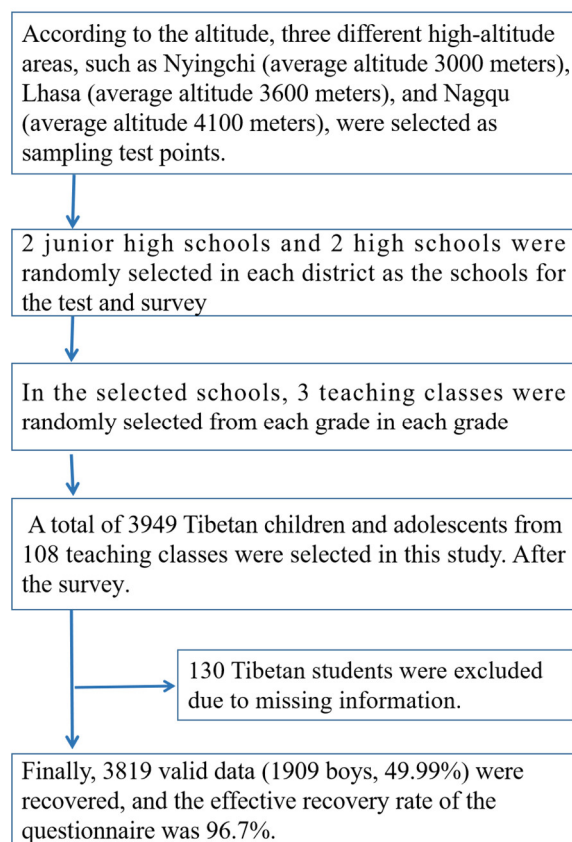 According to the altitude, three different high-altitude
areas, such as Nyingchi (average altitude 3000 meters),
Lhasa (average altitude 3600 meters), and Nagqu
(average altitude 4100 meters), were selected as
sampling test points.
2 junior high schools and 2 high schools were
randomly selected in each district as the schools for
the test and survey
In the selected schools, 3 teaching classes were
randomly selected from each grade in each grade
A total of 3949 Tibetan children and adolescents from
108 teaching classes were selected in this study. After
the survey.
130 Tibetan students were excluded
due to missing information.
Finally, 3819 valid data (1909 boys, 49.99%) were
recovered, and the effective recovery rate of the
questionnaire was 96.7%.